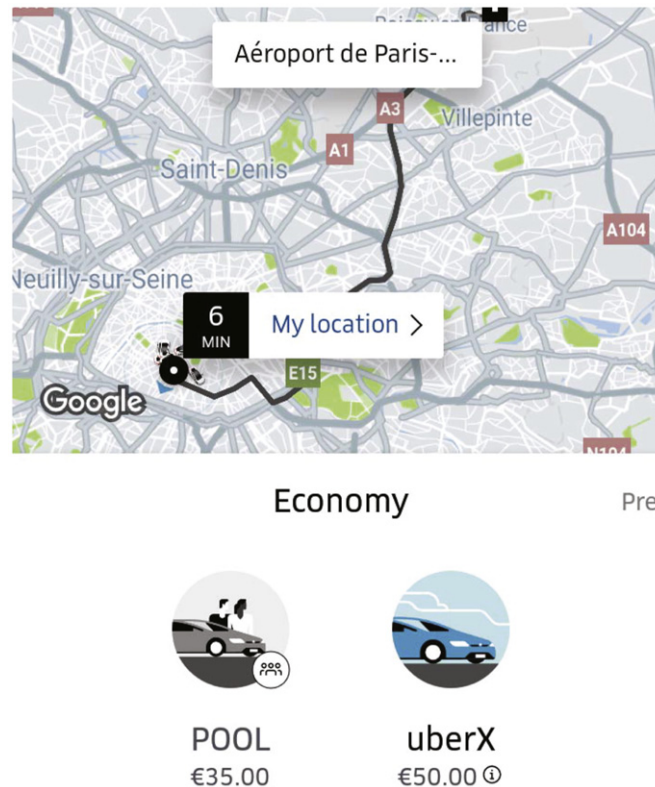 Aéroport de Paris-...
A3
Villepinte
A1
Saint-Denis
A104
Neuilly-sur-Seine
6
MIN
My location >
E15
Google
N104
Economy
Pre
POOL
uberX
€35.00
€50.00